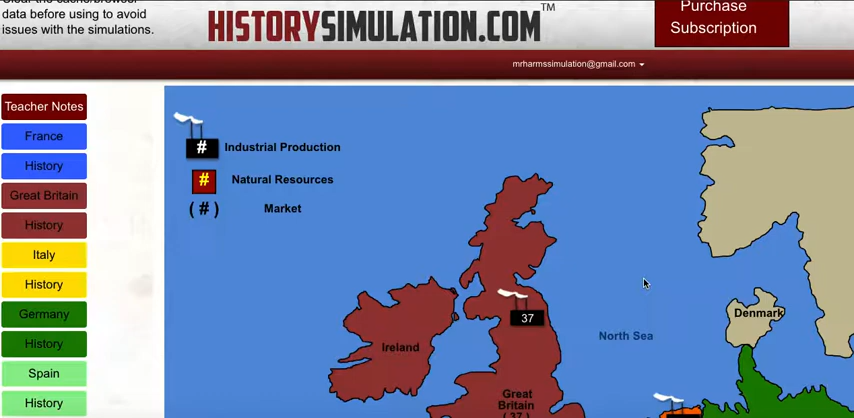 data before using to avoid
issues with the simulations.
HISTORYSIMULATION.COM™
Purchase
Subscription
mrharmssimulation@gmail.com
Teacher Notes
France
History
Great Britain
History
Italy
History
Germany
History
Spain
History
# Industrial Production
# Natural Resources
( # ) Market
37
Ireland
North Sea
Denmark
Great
Britain
( 37 )